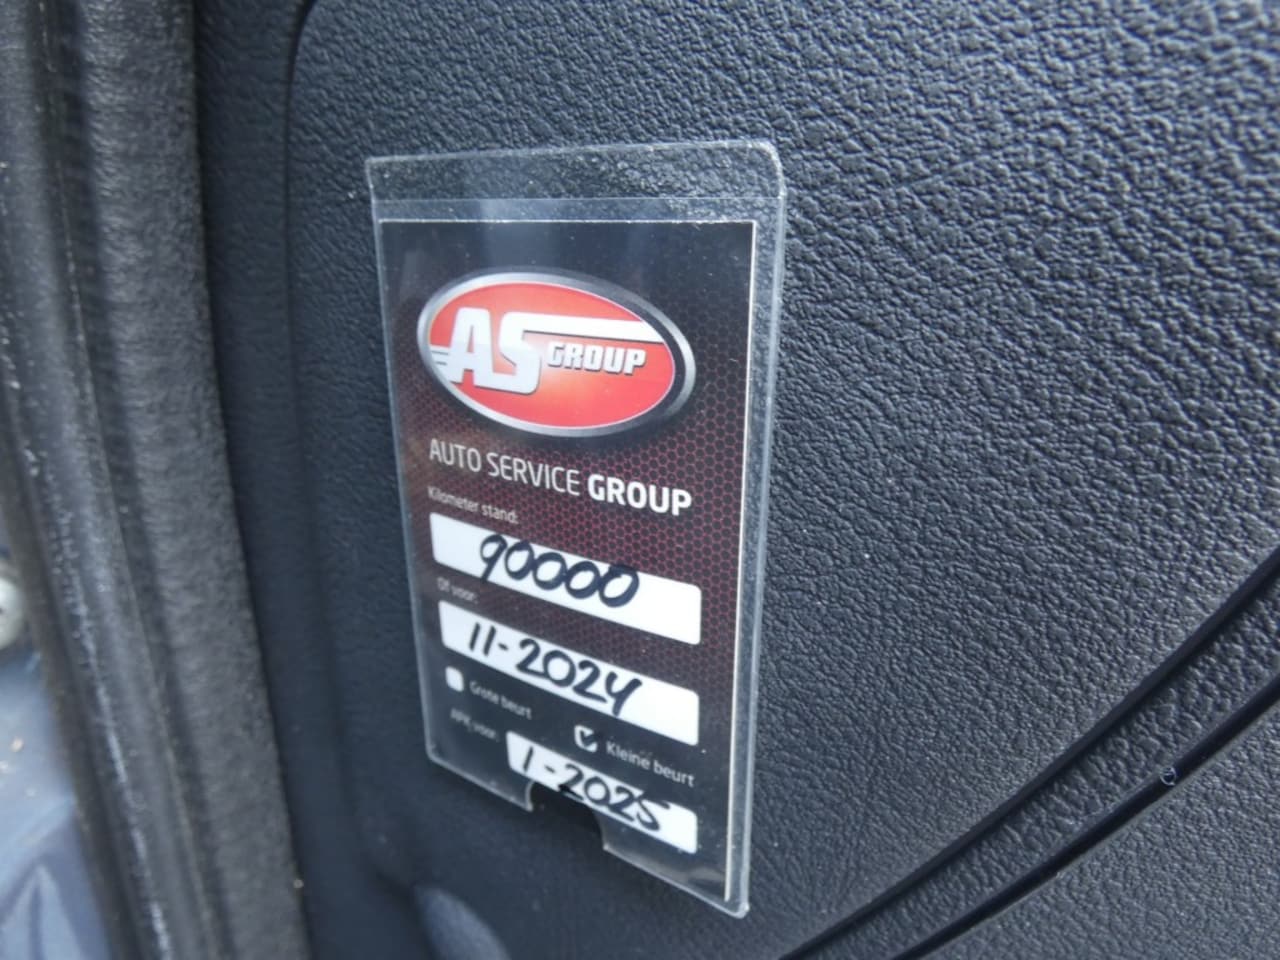 AS GROUP
AUTO SERVICE GROUP
Kilometer stand:
90000
Of voor:
11-2024
Grote beurt
Kleine beurt
APK voor:
1-2025